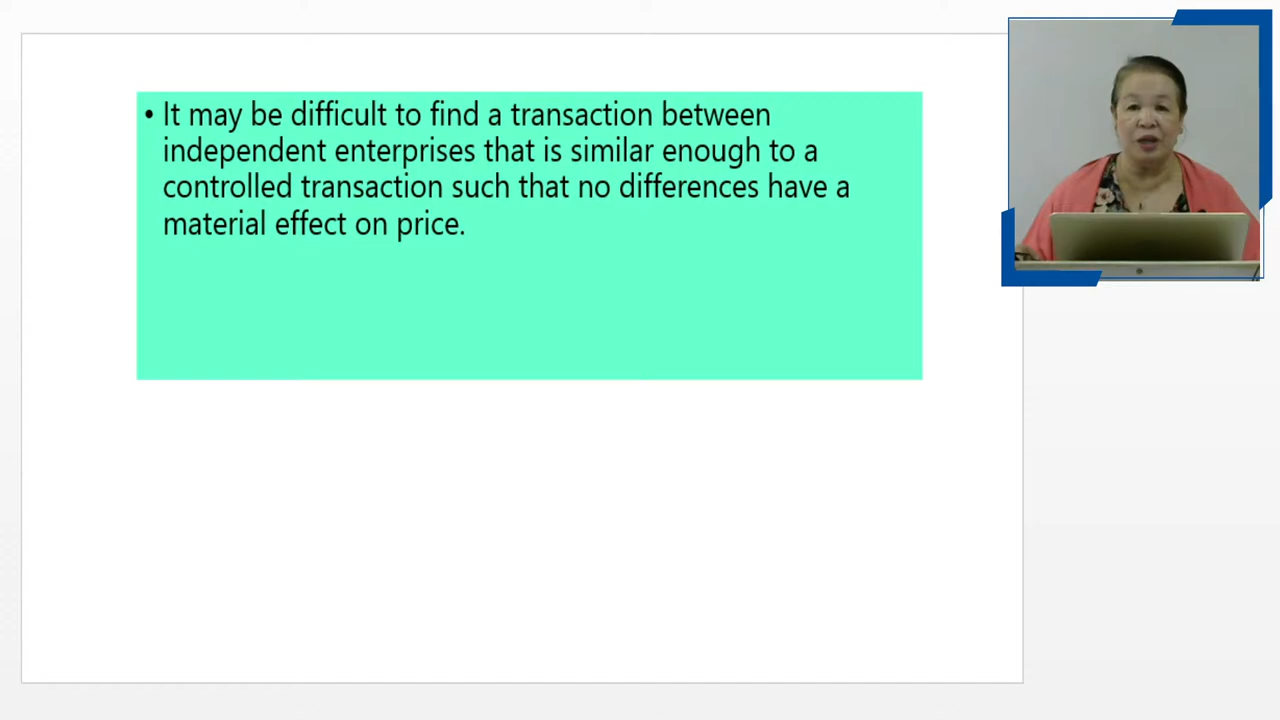 • It may be difficult to find a transaction between
independent enterprises that is similar enough to a
controlled transaction such that no differences have a
material effect on price.